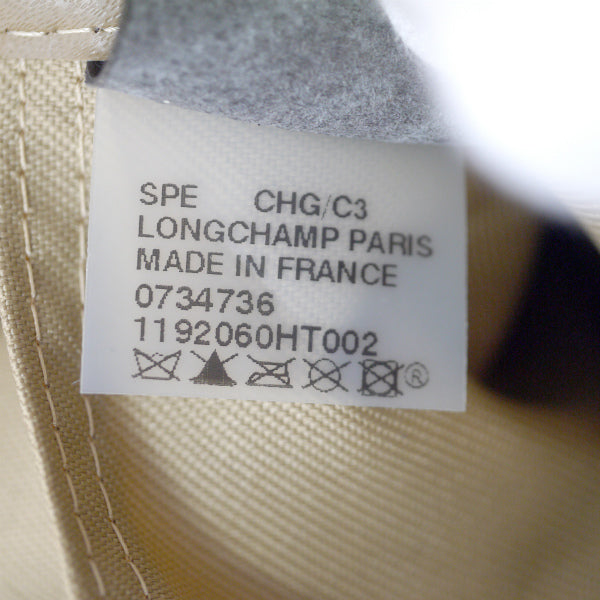 SPE CHG/C3
LONGCHAMP PARIS
MADE IN FRANCE
0734736
1192060HT002
®